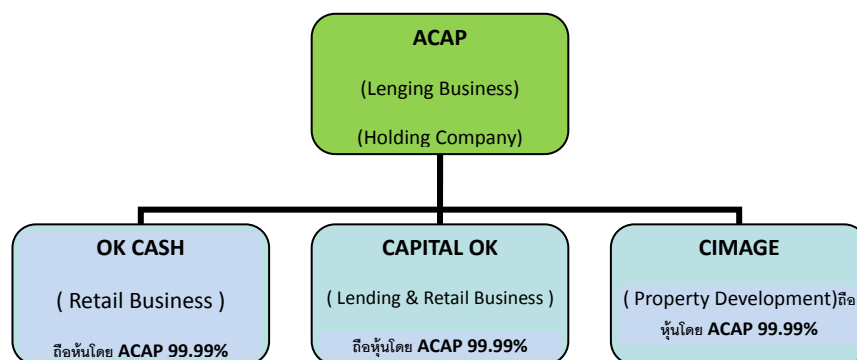 ACAP
(Lenging Business)
(Holding Company)
OK CASH
( Retail Business )
ถือหุ้นโดย ACAP 99.99%
CAPITAL OK
( Lending & Retail Business )
ถือหุ้นโดย ACAP 99.99%
CIMAGE
( Property Development)ถือ
หุ้นโดย ACAP 99.99%